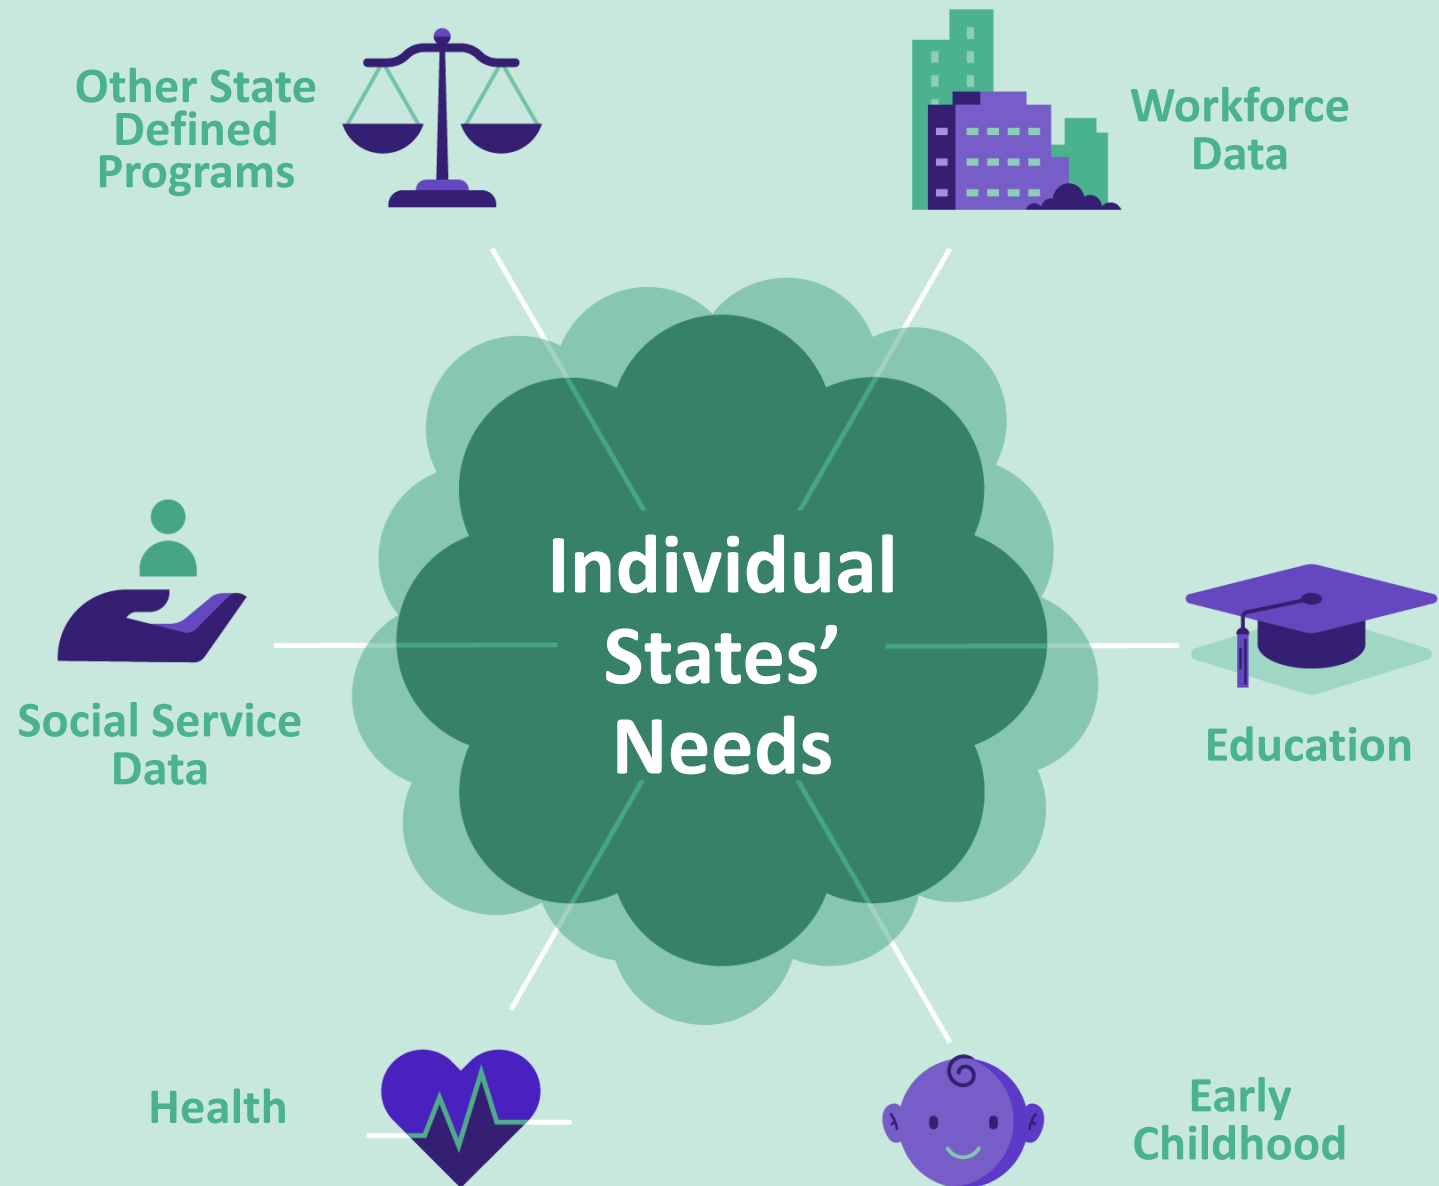 Other State
Defined
Programs
Workforce
Data
Individual
States’
Needs
Social Service
Data
Education
Health
Early
Childhood